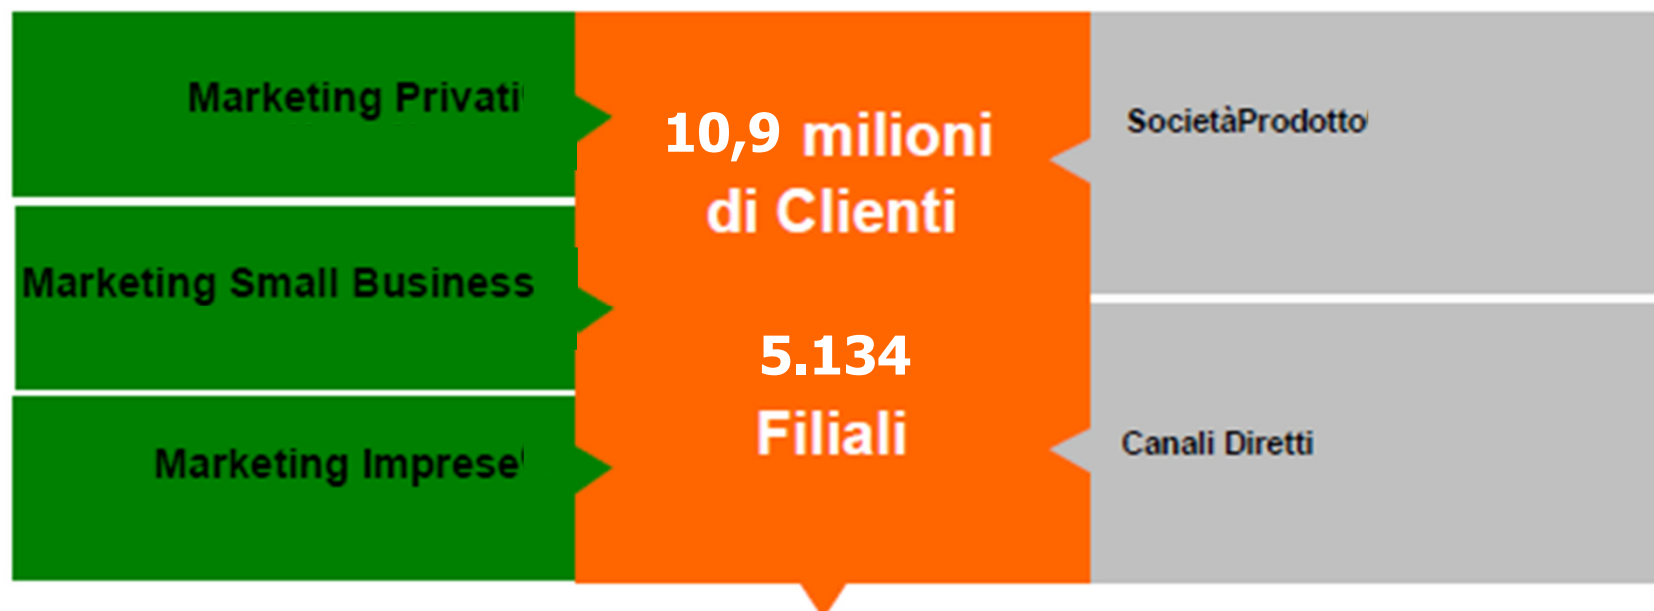 Marketing Privati
Marketing Small Business
Marketing Imprese
10,9 milioni
di Clienti
5.134
Filiali
SocietàProdotto
Canali Diretti